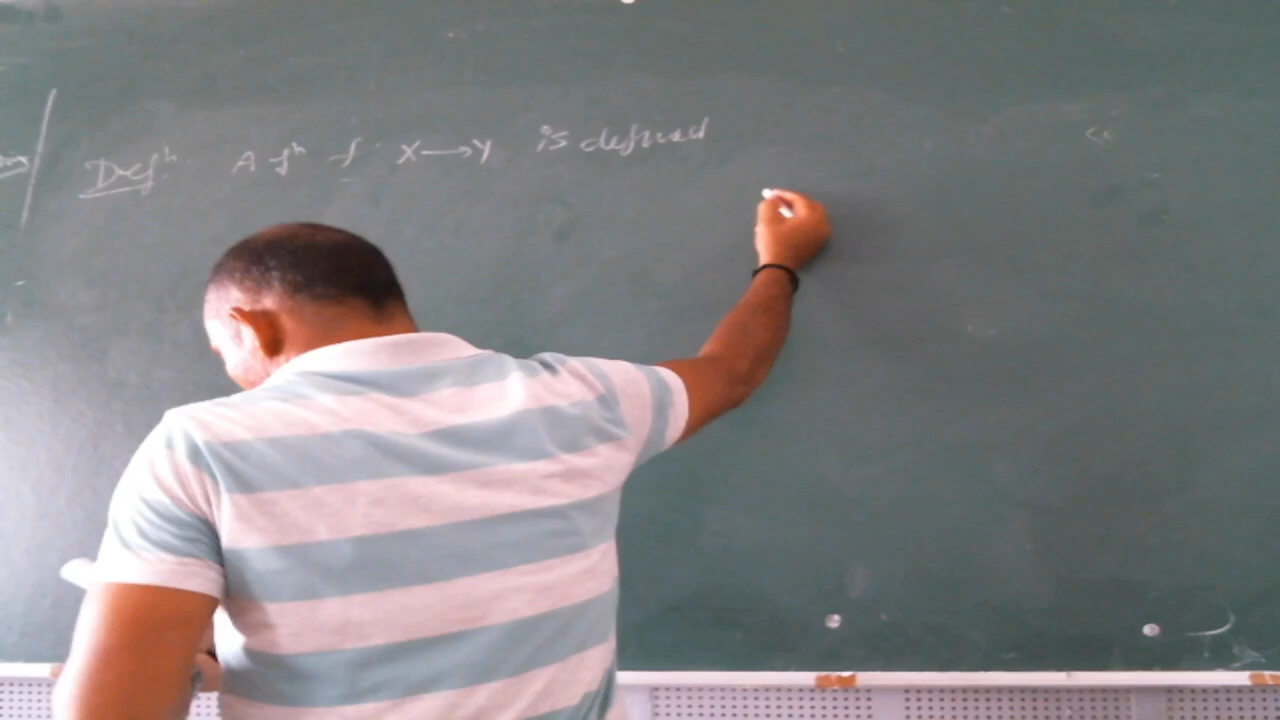 Defⁿ: A fⁿ f: X→Y is defined